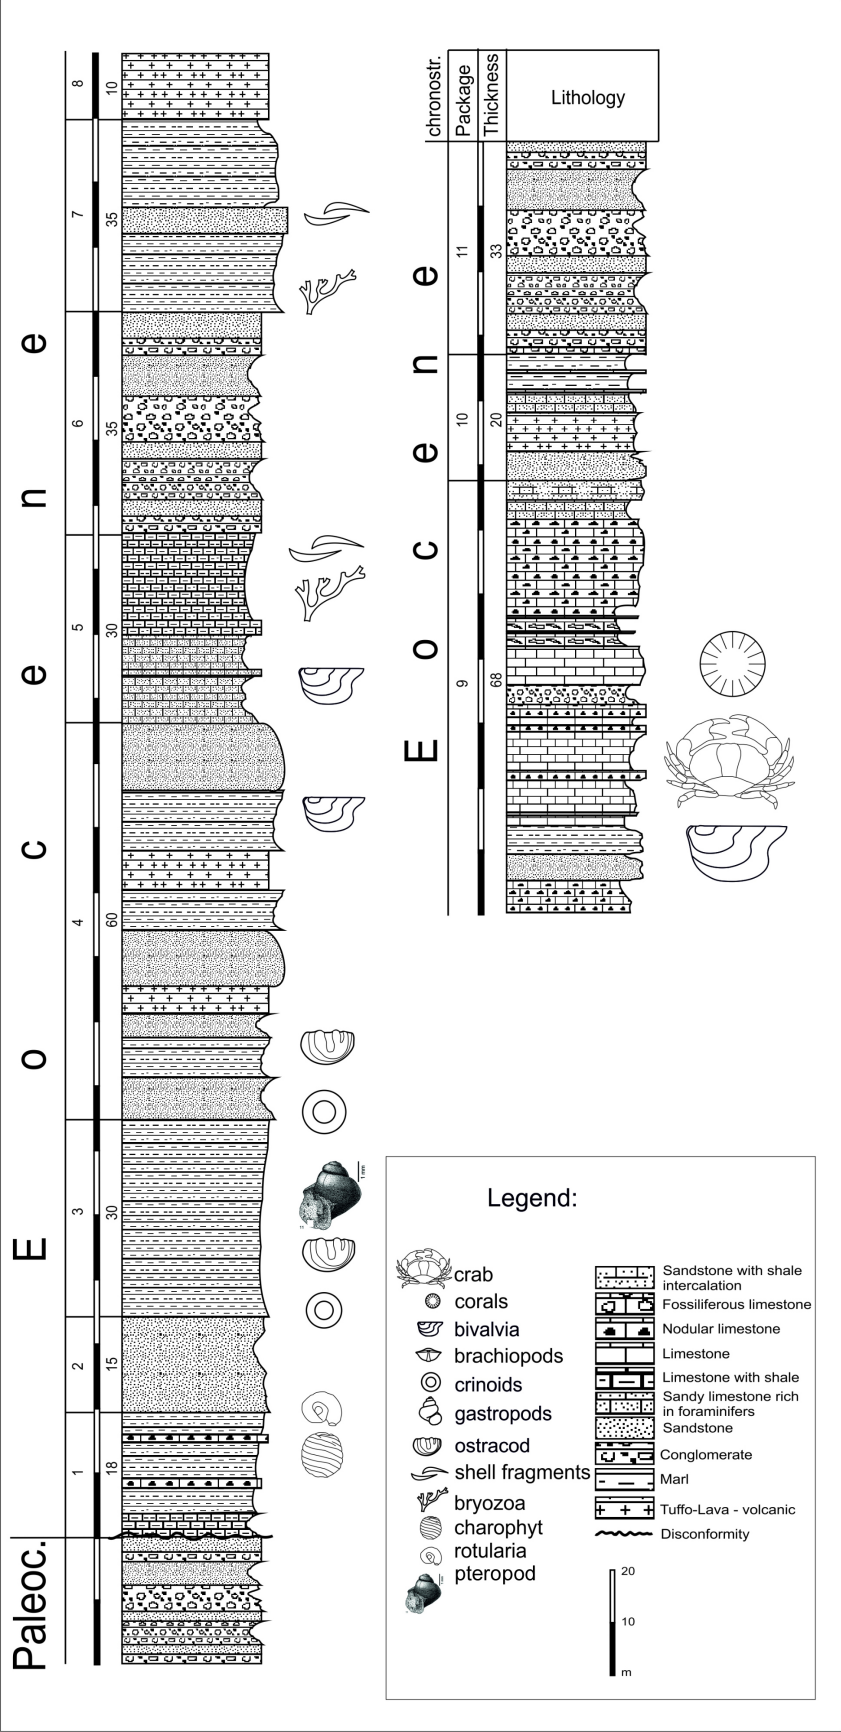 8
10
7
35
6
35
5
30
4
60
3
30
2
15
1
18
E o c e n e
Paleoc.
1 mm
chronostr.
Package
Thickness
Lithology
11
33
10
20
9
68
E o c e n e
Legend:
crab
corals
bivalvia
brachiopods
crinoids
gastropods
ostracod
shell fragments
bryozoa
charophyt
rotularia
pteropod
Sandstone with shale
intercalation
Fossiliferous limestone
Nodular limestone
Limestone
Limestone with shale
Sandy limestone rich
in foraminifers
Sandstone
Conglomerate
Marl
Tuffo-Lava - volcanic
Disconformity
20
10
m